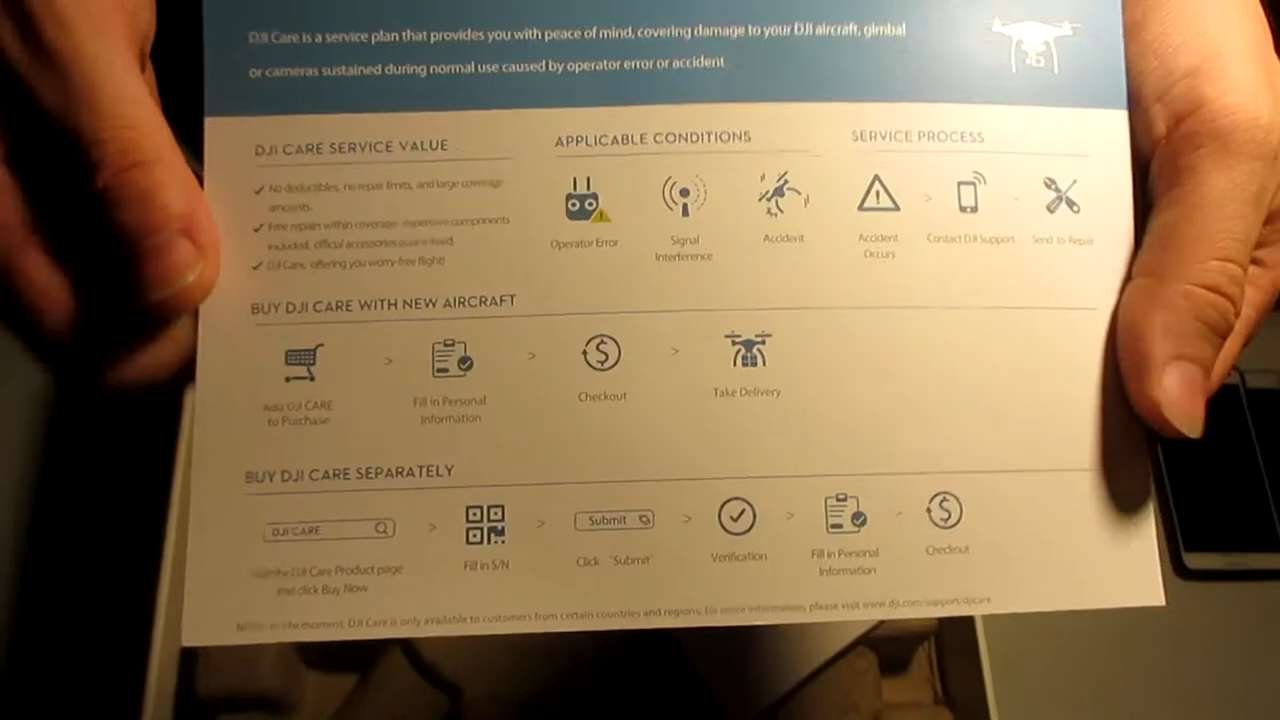 DJI Care is a service plan that provides you with peace of mind, covering damage to your DJI aircraft, gimbal
or cameras sustained during normal use caused by operator error or accident
DJI CARE SERVICE VALUE
No deductibles, no repair limits, and large coverage
amounts.
Free repairs within coverage expensive components
included, official accessories guaranteed
DJI Care, offering you worry-free flight!
APPLICABLE CONDITIONS
Operator Error
Signal
Interference
Accident
SERVICE PROCESS
Accident
Occurs
Contact DJI Support
Send to Repair
BUY DJI CARE WITH NEW AIRCRAFT
Add DJI CARE
to Purchase
Fill in Personal
Information
Checkout
Take Delivery
BUY DJI CARE SEPARATELY
DJI CARE
the DJI Care Product page
click Buy Now
Fill in S/N
Submit
Click "Submit"
Verification
Fill in Personal
Information
Checkout
the moment, DJI Care is only available to customers from certain countries and regions, for more information, please visit www.dji.com/support/djicare